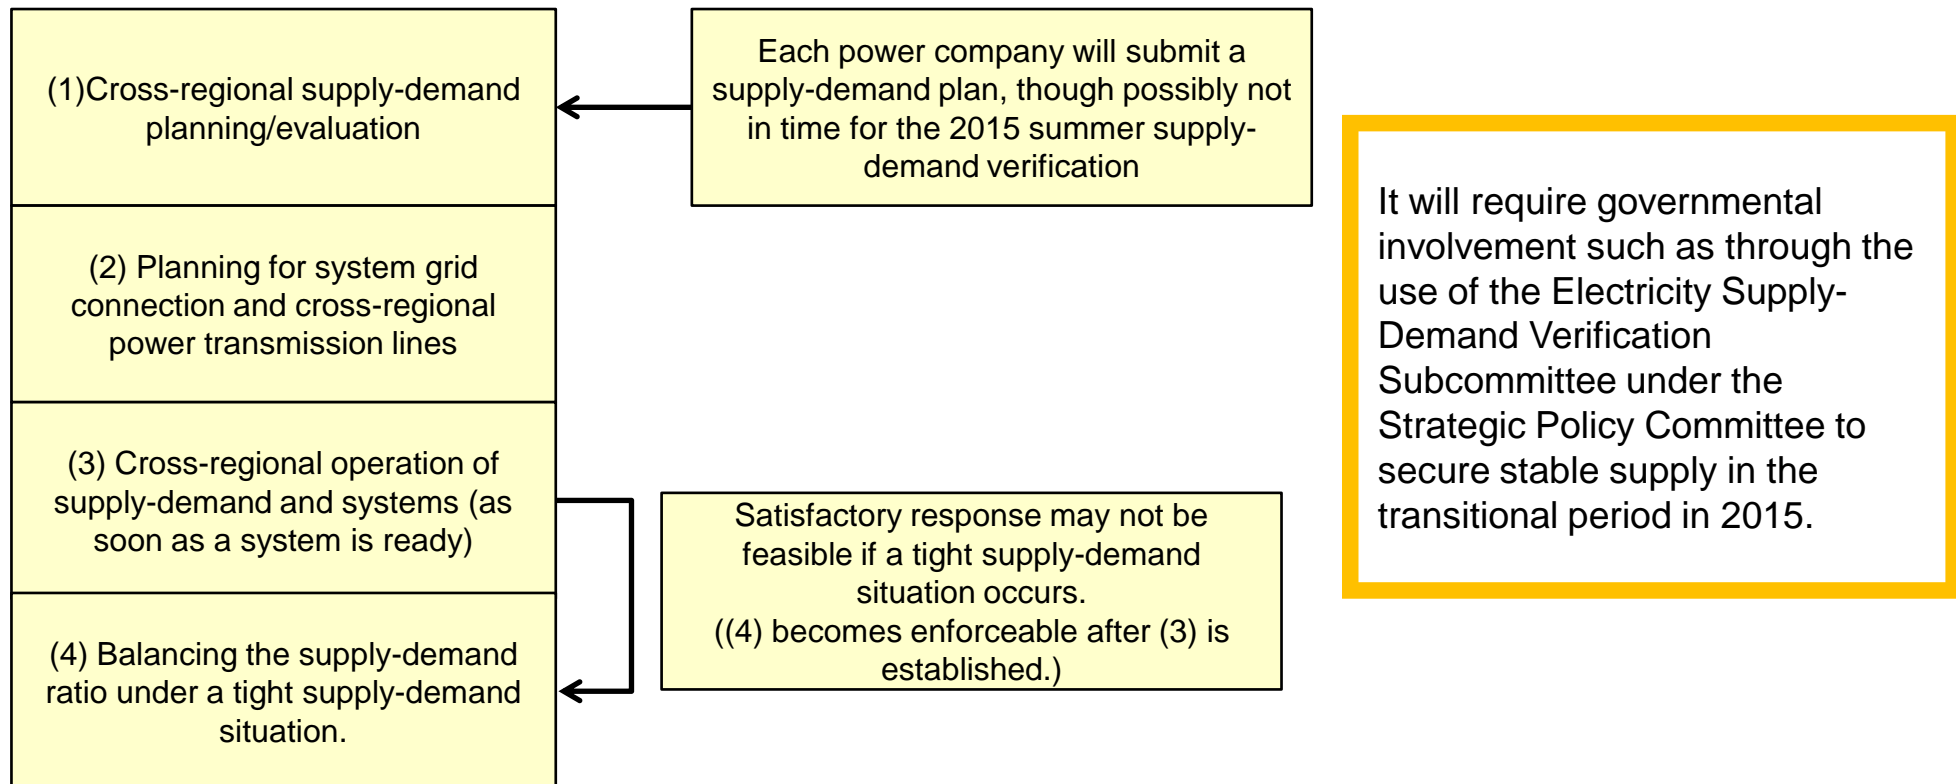 (1)Cross-regional supply-demand
planning/evaluation
Each power company will submit a
supply-demand plan, though possibly not
in time for the 2015 summer supply-
demand verification
(2) Planning for system grid
connection and cross-regional
power transmission lines
(3) Cross-regional operation of
supply-demand and systems (as
soon as a system is ready)
Satisfactory response may not be
feasible if a tight supply-demand
situation occurs.
((4) becomes enforceable after (3) is
established.)
(4) Balancing the supply-demand
ratio under a tight supply-demand
situation.
It will require governmental
involvement such as through the
use of the Electricity Supply-
Demand Verification
Subcommittee under the
Strategic Policy Committee to
secure stable supply in the
transitional period in 2015.